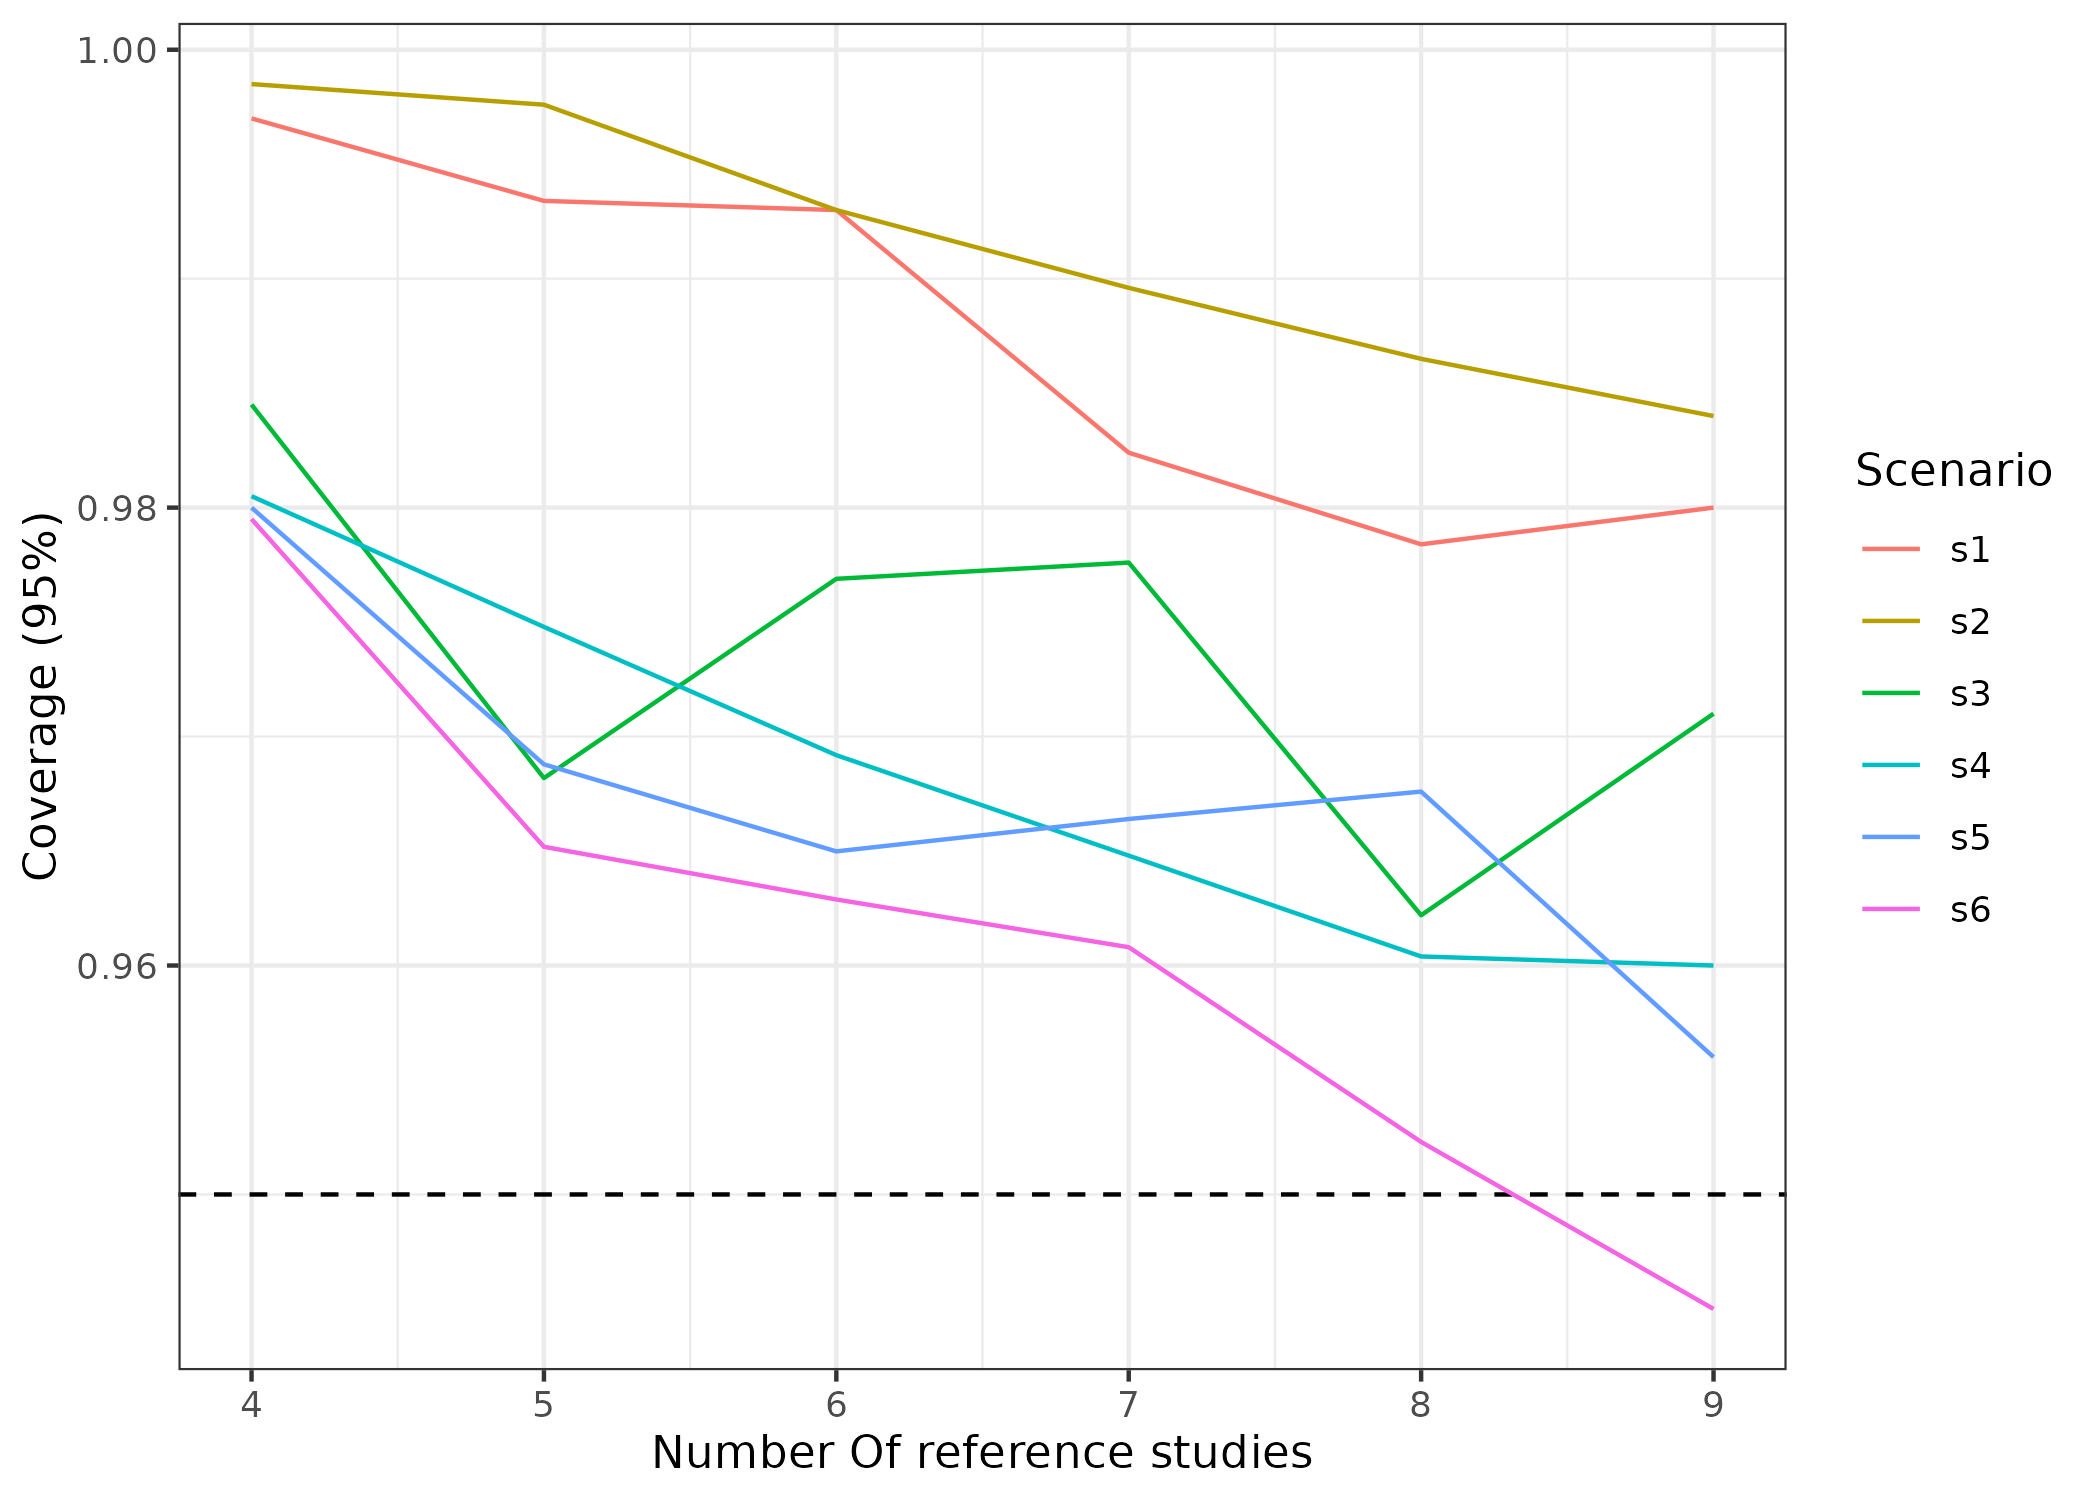 1.00
0.98
0.96
Coverage (95%)
4 5 6 7 8 9
Number Of reference studies
Scenario
s1
s2
s3
s4
s5
s6